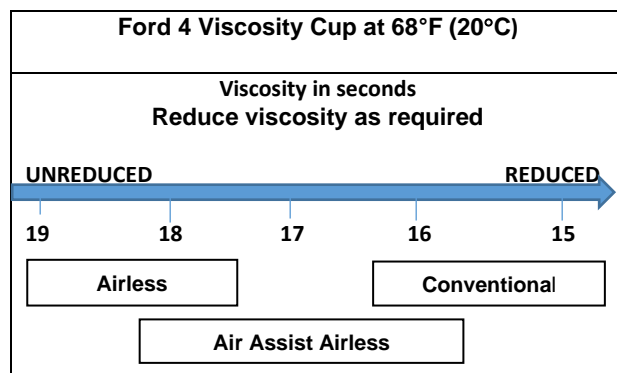 Ford 4 Viscosity Cup at 68°F (20°C)
Viscosity in seconds
Reduce viscosity as required
UNREDUCED REDUCED
19 18 17 16 15
Airless Conventional
Air Assist Airless